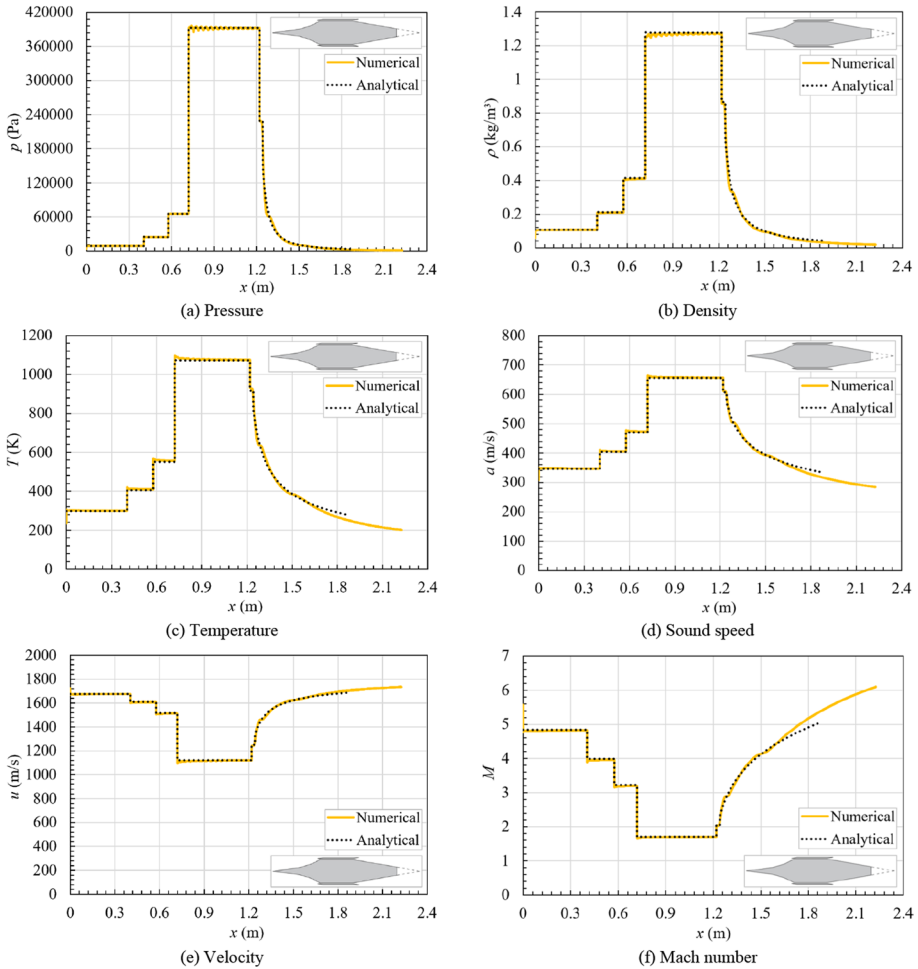 420000
360000
300000
240000
180000
120000
60000
0
p (Pa)
Numerical
Analytical
0 0.3 0.6 0.9 1.2 1.5 1.8 2.1 2.4
x (m)
(a) Pressure
1.4
1.2
1
0.8
0.6
0.4
0.2
0
ρ (kg/m³)
Numerical
Analytical
0 0.3 0.6 0.9 1.2 1.5 1.8 2.1 2.4
x (m)
(b) Density
1200
1000
800
600
400
200
0
T (K)
Numerical
Analytical
0 0.3 0.6 0.9 1.2 1.5 1.8 2.1 2.4
x (m)
(c) Temperature
800
700
600
500
400
300
200
100
0
a (m/s)
Numerical
Analytical
0 0.3 0.6 0.9 1.2 1.5 1.8 2.1 2.4
x (m)
(d) Sound speed
2000
1800
1600
1400
1200
1000
800
600
400
200
0
u (m/s)
Numerical
Analytical
0 0.3 0.6 0.9 1.2 1.5 1.8 2.1 2.4
x (m)
(e) Velocity
7
6
5
4
3
2
1
0
M
Numerical
Analytical
0 0.3 0.6 0.9 1.2 1.5 1.8 2.1 2.4
x (m)
(f) Mach number